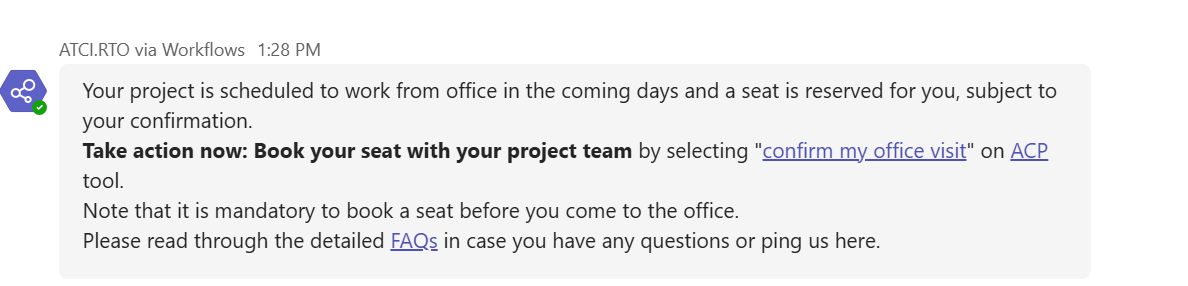 ATCI.RTO via Workflows 1:28 PM
Your project is scheduled to work from office in the coming days and a seat is reserved for you, subject to
your confirmation.
Take action now: Book your seat with your project team by selecting "confirm my office visit" on ACP
tool.
Note that it is mandatory to book a seat before you come to the office.
Please read through the detailed FAQs in case you have any questions or ping us here.